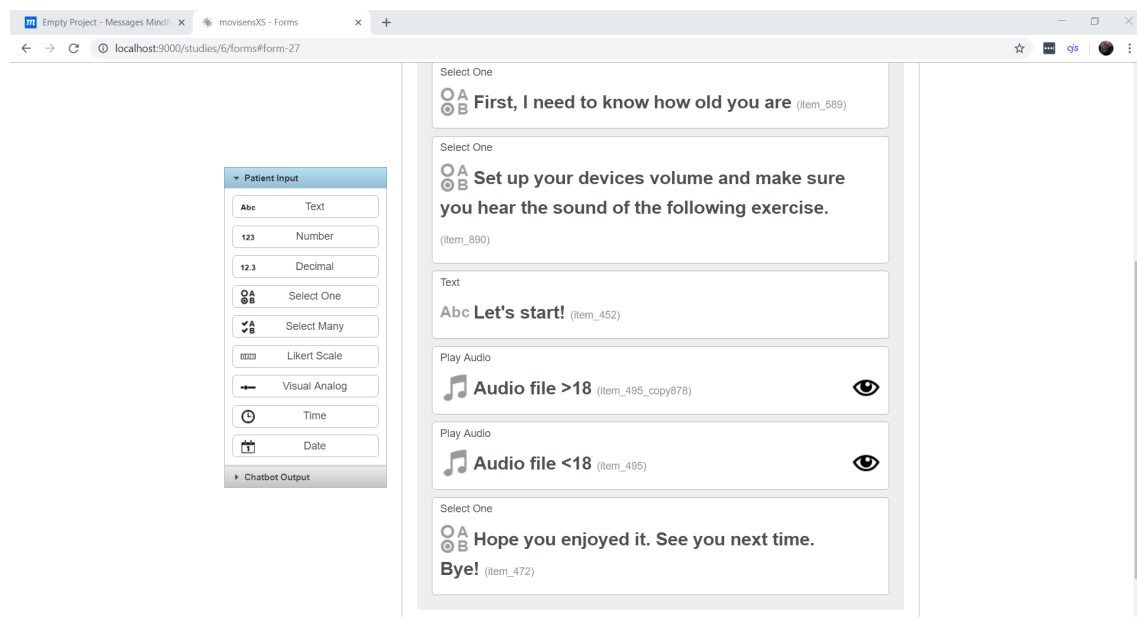 Empty Project - Messages Mindf
movisensXS - Forms
localhost:9000/studies/6/forms#form-27
cjs
Patient Input
Abc Text
123 Number
12.3 Decimal
A B Select One
A B Select Many
Likert Scale
Visual Analog
Time
1 Date
Chatbot Output
Select One
A B First, I need to know how old you are (item_589)
Select One
A B Set up your devices volume and make sure
you hear the sound of the following exercise.
(item_890)
Text
Abc Let's start! (item_452)
Play Audio
Audio file >18 (item_495_copy878)
Play Audio
Audio file <18 (item_495)
Select One
A B Hope you enjoyed it. See you next time.
Bye! (item_472)